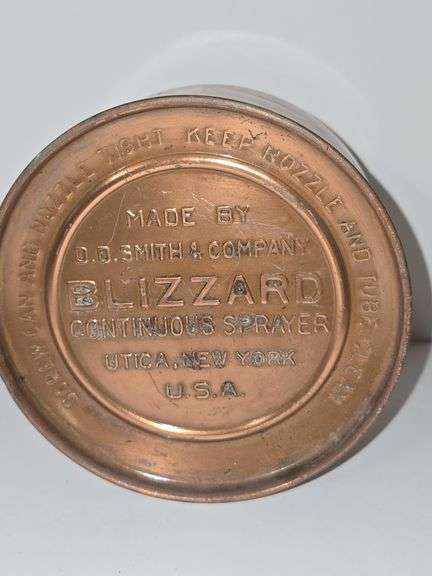 SCREW CAN AND NOZZLE TIGHT KEEP NOZZLE AND TUBE CLEAN
MADE BY
D.D. SMITH & COMPANY
BLIZZARD
CONTINUOUS SPRAYER
UTICA, NEW YORK
U.S.A.